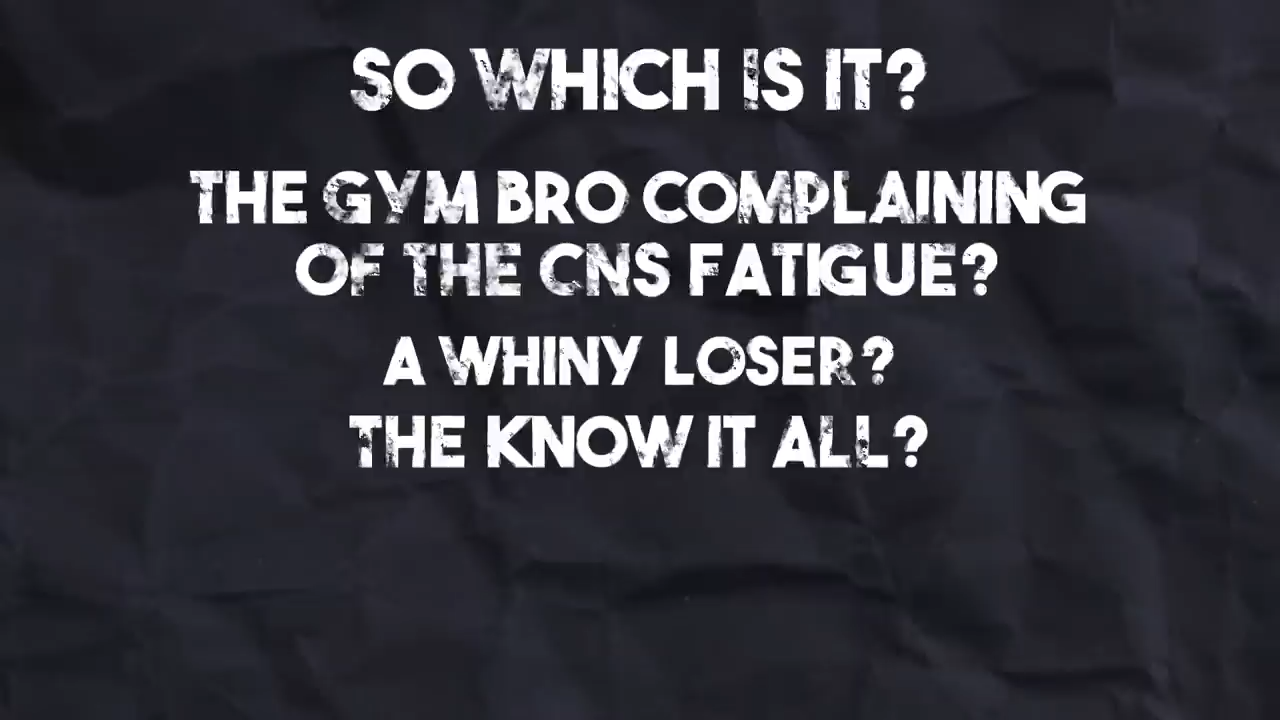 SO WHICH IS IT?
THE GYM BRO COMPLAINING
OF THE CNS FATIGUE?
A WHINY LOSER?
THE KNOW IT ALL?